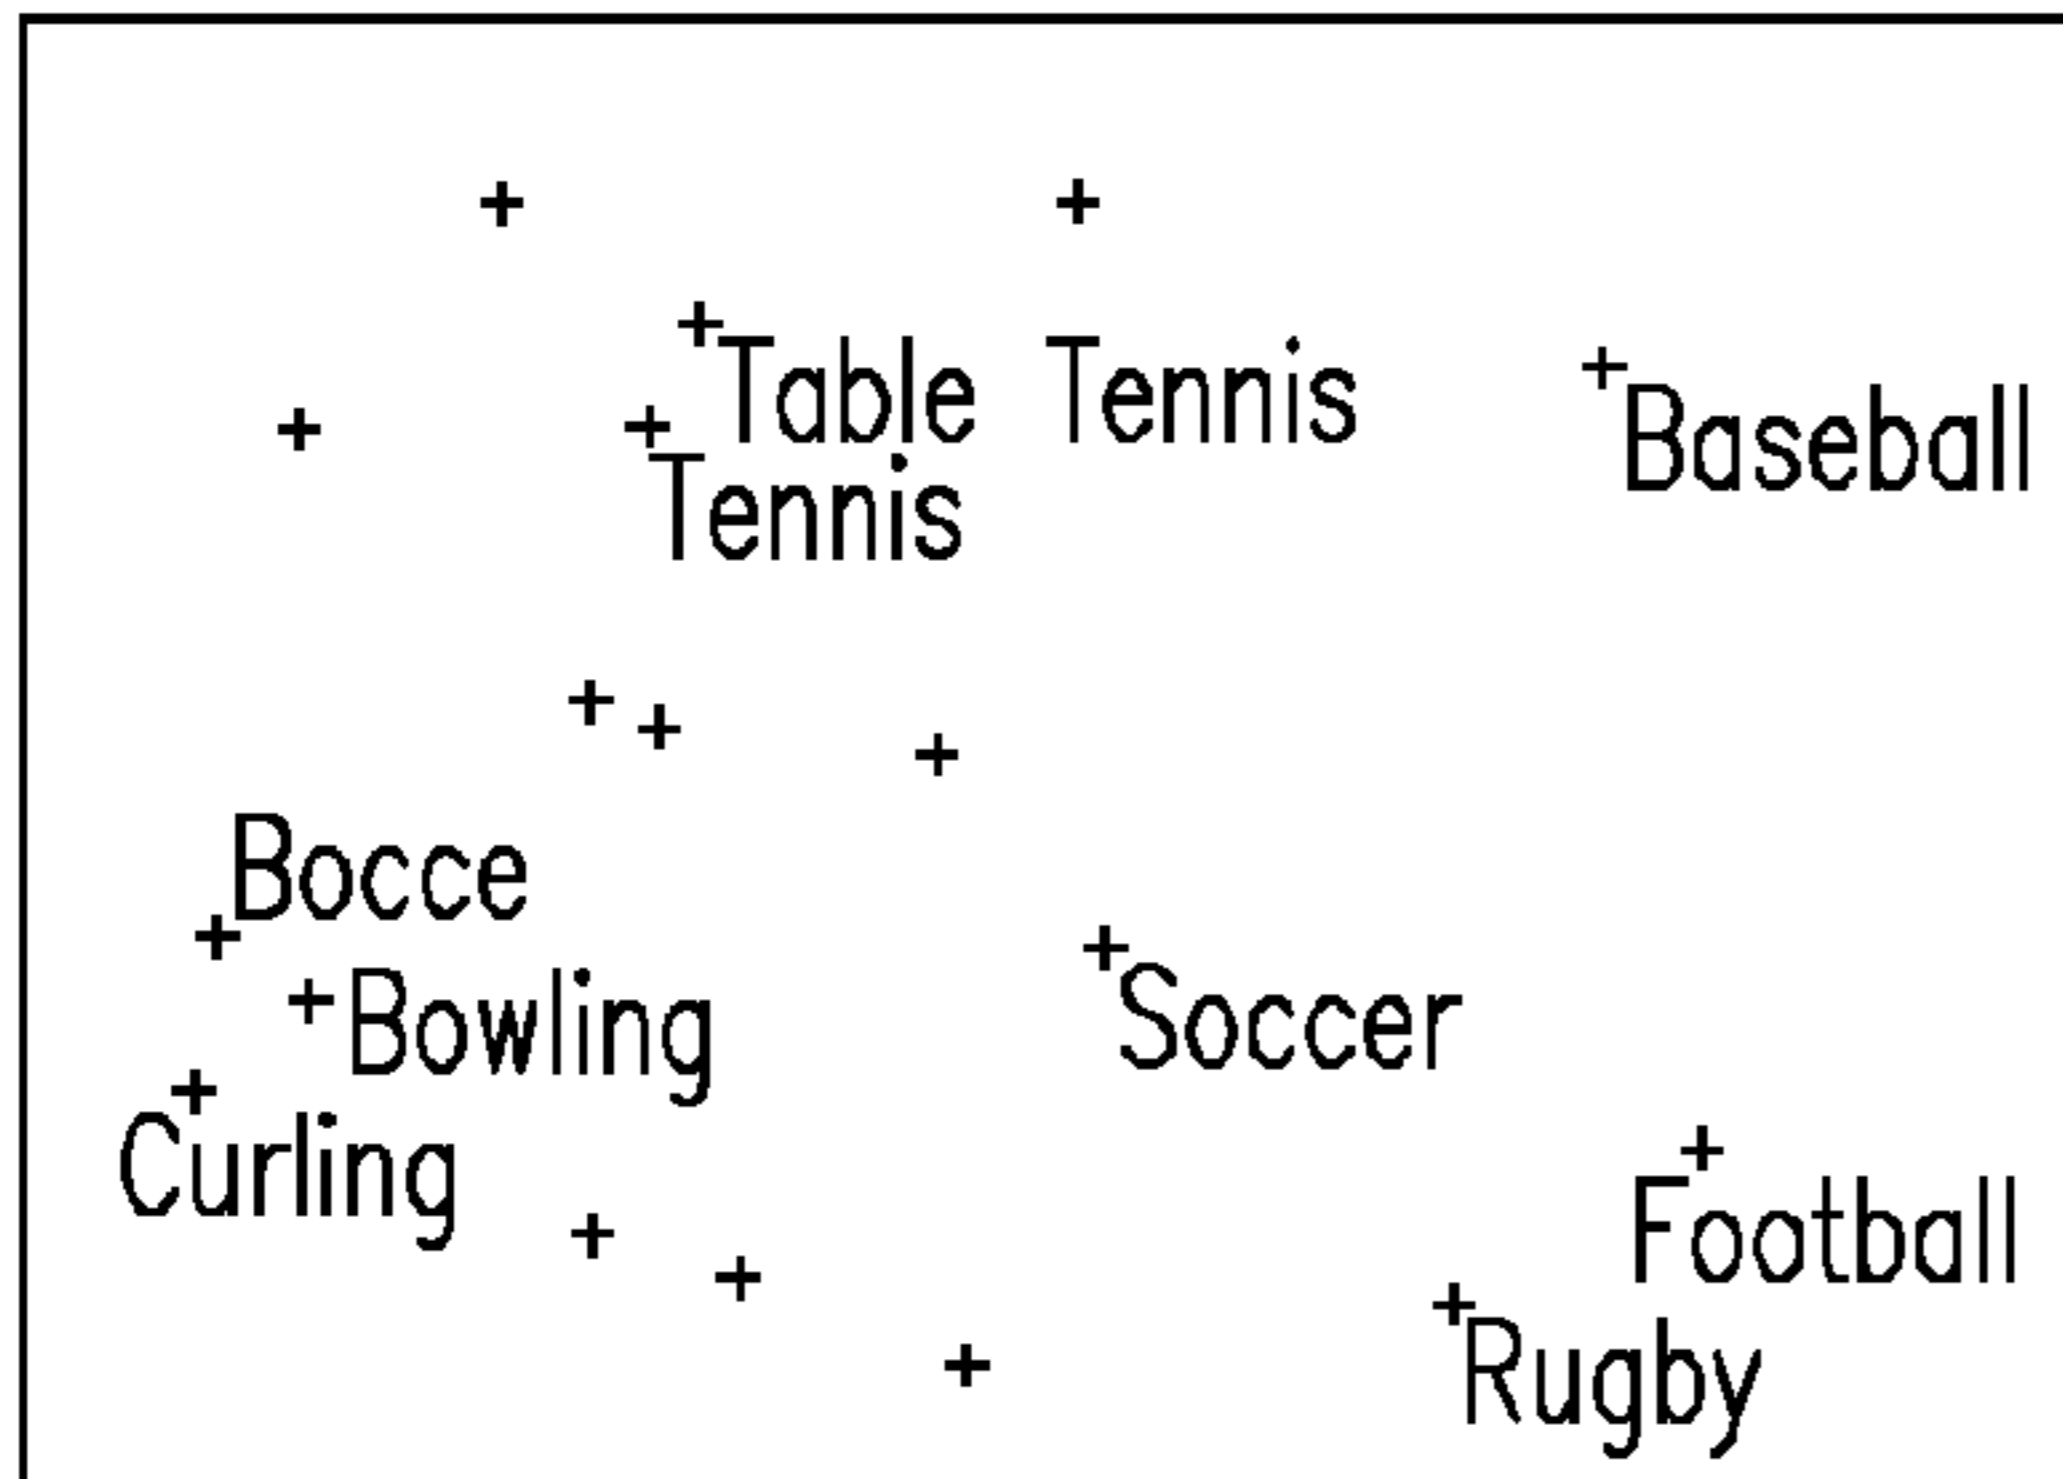 Table Tennis
Baseball
Tennis
Bocce
Bowling
Soccer
Curling
Football
Rugby